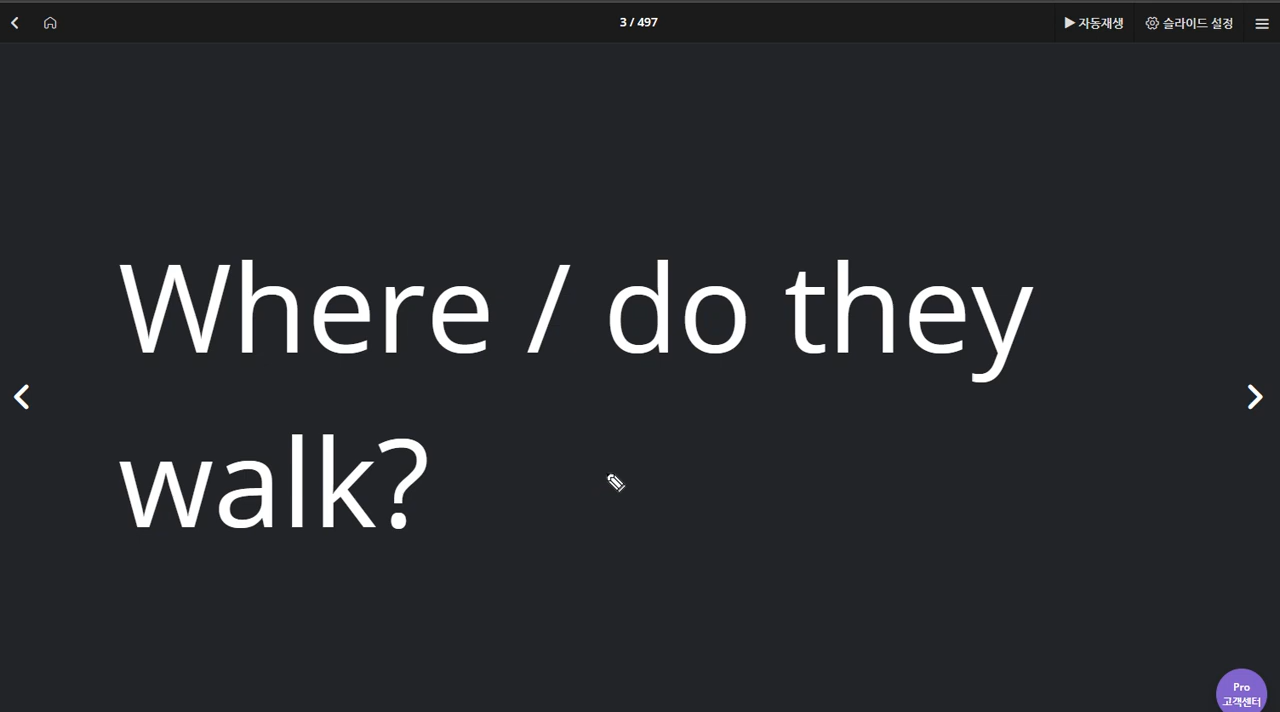 3 / 497
▶ 자동재생
슬라이드 설정
Where / do they
walk?
Pro
고객센터